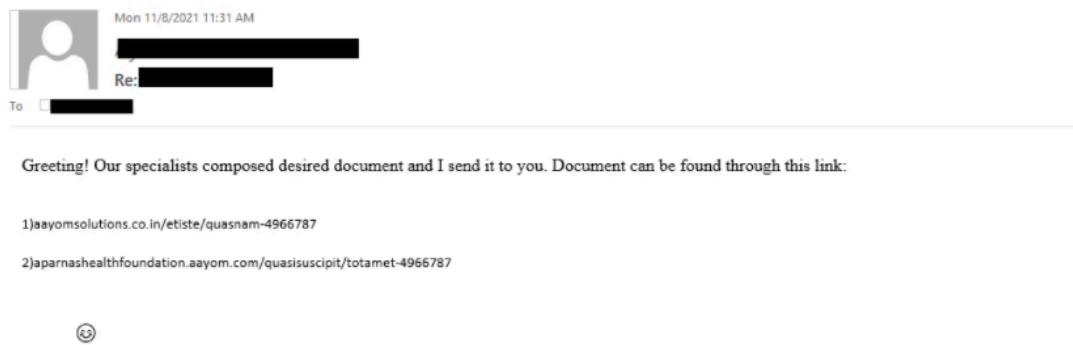 Mon 11/8/2021 11:31 AM
Re:
To
Greeting! Our specialists composed desired document and I send it to you. Document can be found through this link:
1)aayomsolutions.co.in/etiste/quasnam-4966787
2)aparnashealthfoundation.aayom.com/quasisuscipit/totamet-4966787